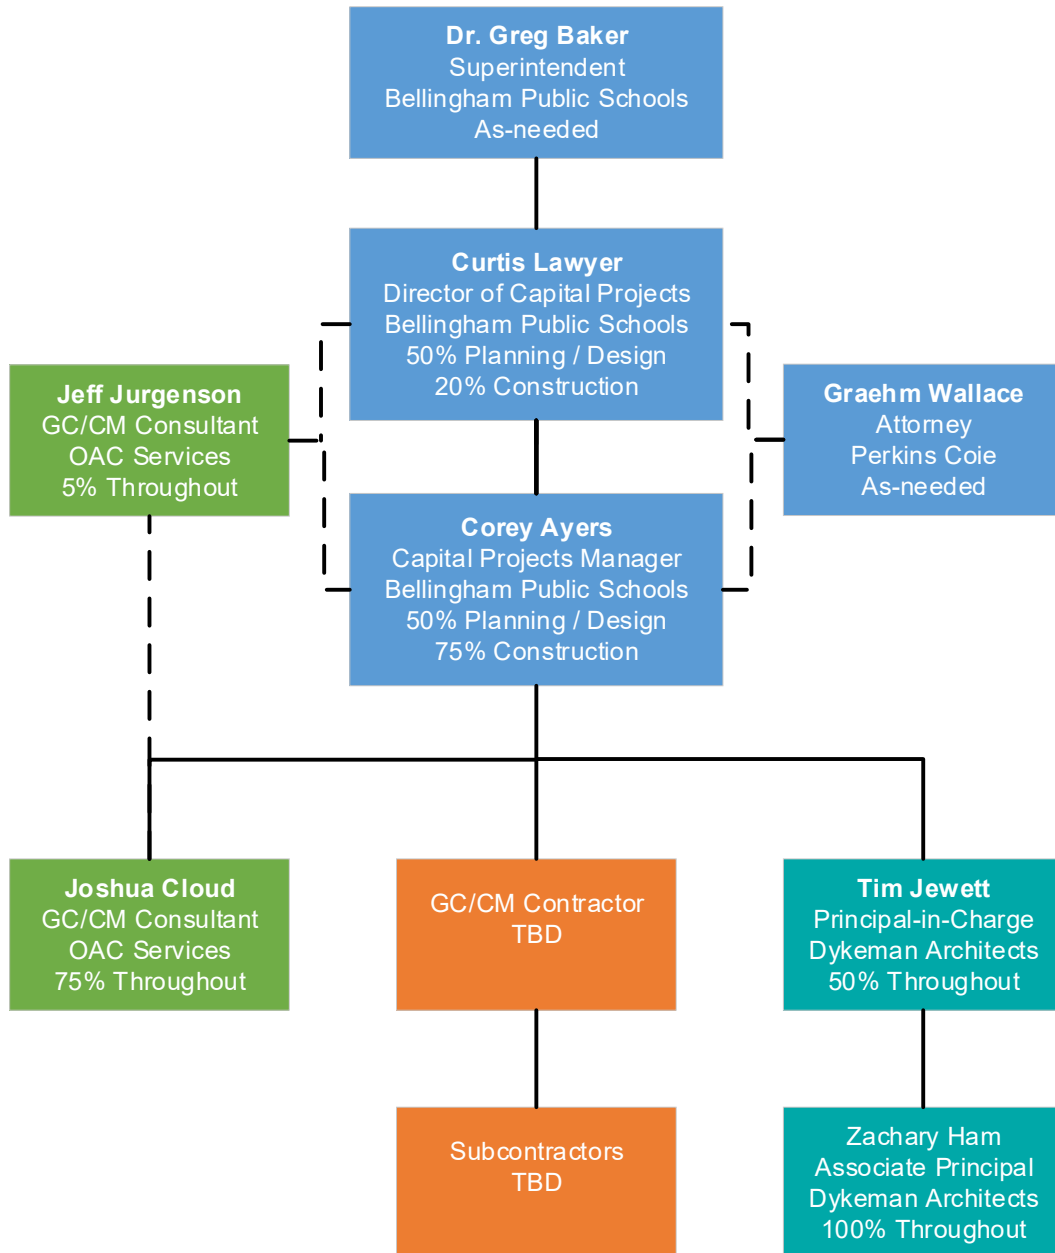 Dr. Greg Baker
Superintendent
Bellingham Public Schools
As-needed
Curtis Lawyer
Director of Capital Projects
Bellingham Public Schools
50% Planning / Design
20% Construction
Jeff Jurgenson
GC/CM Consultant
OAC Services
5% Throughout
Graehm Wallace
Attorney
Perkins Coie
As-needed
Corey Ayers
Capital Projects Manager
Bellingham Public Schools
50% Planning / Design
75% Construction
Joshua Cloud
GC/CM Consultant
OAC Services
75% Throughout
GC/CM Contractor
TBD
Tim Jewett
Principal-in-Charge
Dykeman Architects
50% Throughout
Subcontractors
TBD
Zachary Ham
Associate Principal
Dykeman Architects
100% Throughout